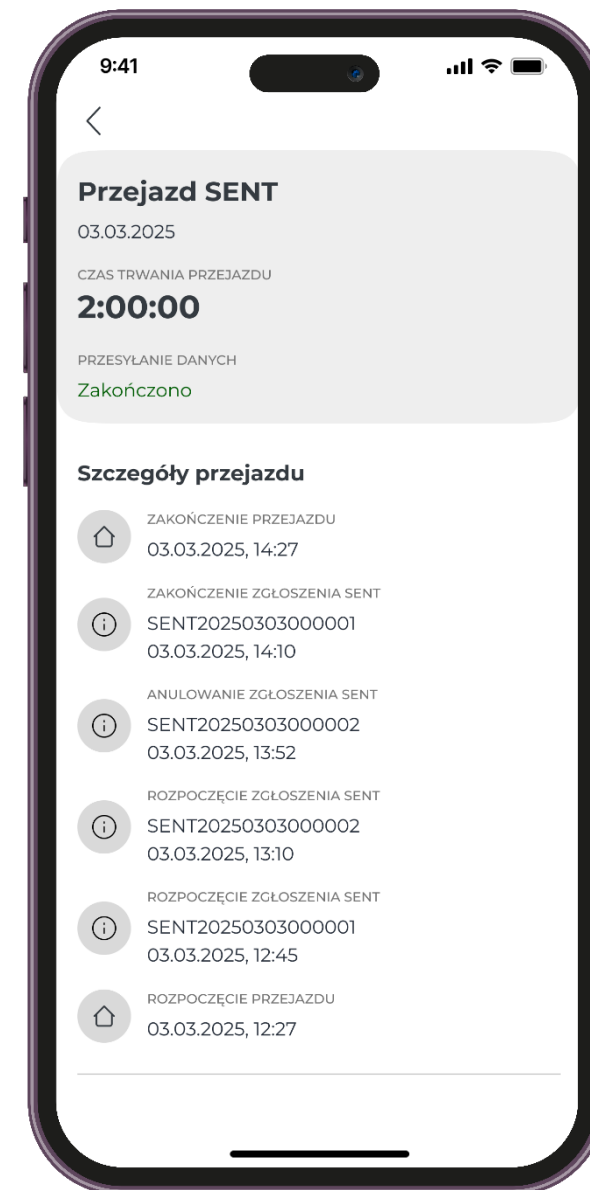 9:41
Przejazd SENT
03.03.2025
CZAS TRWANIA PRZEJAZDU
2:00:00
PRZESYŁANIE DANYCH
Zakończono
Szczegóły przejazdu
ZAKOŃCZENIE PRZEJAZDU
03.03.2025, 14:27
ZAKOŃCZENIE ZGŁOSZENIA SENT
SENT20250303000001
03.03.2025, 14:10
ANULOWANIE ZGŁOSZENIA SENT
SENT20250303000002
03.03.2025, 13:52
ROZPOCZĘCIE ZGŁOSZENIA SENT
SENT20250303000002
03.03.2025, 13:10
ROZPOCZĘCIE ZGŁOSZENIA SENT
SENT20250303000001
03.03.2025, 12:45
ROZPOCZĘCIE PRZEJAZDU
03.03.2025, 12:27